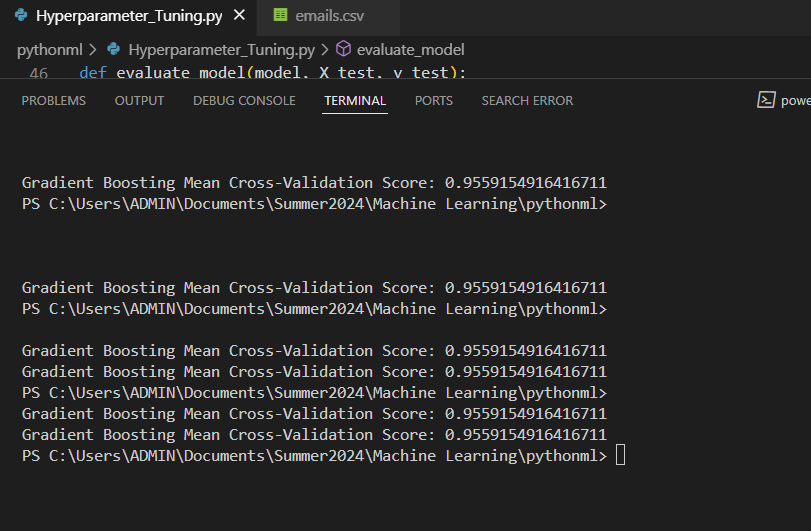 Hyperparameter_Tuning.py emails.csv
pythonml > Hyperparameter_Tuning.py > evaluate_model
46 def evaluate_model(model, X_test, y_test):
PROBLEMS OUTPUT DEBUG CONSOLE TERMINAL PORTS SEARCH ERROR powe
Gradient Boosting Mean Cross-Validation Score: 0.9559154916416711
PS C:\Users\ADMIN\Documents\Summer2024\Machine Learning\pythonml>
Gradient Boosting Mean Cross-Validation Score: 0.9559154916416711
PS C:\Users\ADMIN\Documents\Summer2024\Machine Learning\pythonml>
Gradient Boosting Mean Cross-Validation Score: 0.9559154916416711
Gradient Boosting Mean Cross-Validation Score: 0.9559154916416711
PS C:\Users\ADMIN\Documents\Summer2024\Machine Learning\pythonml>
Gradient Boosting Mean Cross-Validation Score: 0.9559154916416711
Gradient Boosting Mean Cross-Validation Score: 0.9559154916416711
PS C:\Users\ADMIN\Documents\Summer2024\Machine Learning\pythonml>